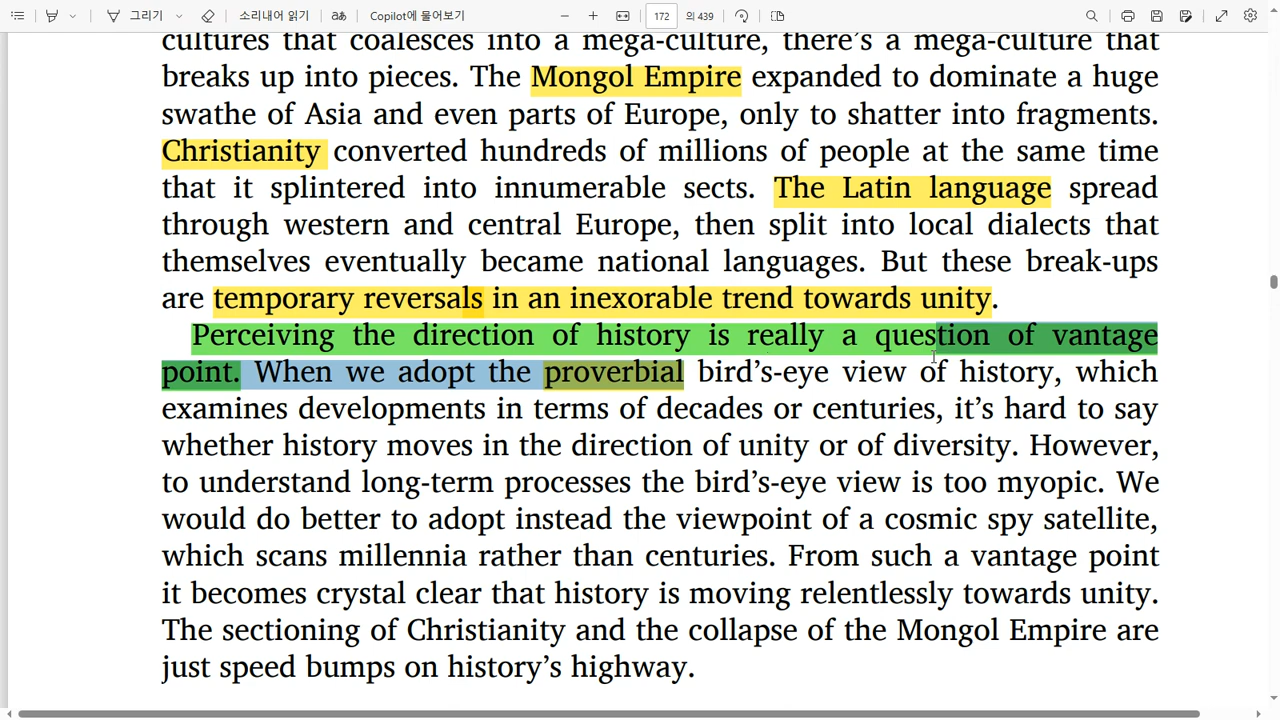 그리기 소리내어 읽기 aあ Copilot에 물어보기 172 의 439
cultures that coalesces into a mega-culture, there's a mega-culture that
breaks up into pieces. The Mongol Empire expanded to dominate a huge
swathe of Asia and even parts of Europe, only to shatter into fragments.
Christianity converted hundreds of millions of people at the same time
that it splintered into innumerable sects. The Latin language spread
through western and central Europe, then split into local dialects that
themselves eventually became national languages. But these break-ups
are temporary reversals in an inexorable trend towards unity.
Perceiving the direction of history is really a question of vantage
point. When we adopt the proverbial bird's-eye view of history, which
examines developments in terms of decades or centuries, it's hard to say
whether history moves in the direction of unity or of diversity. However,
to understand long-term processes the bird's-eye view is too myopic. We
would do better to adopt instead the viewpoint of a cosmic spy satellite,
which scans millennia rather than centuries. From such a vantage point
it becomes crystal clear that history is moving relentlessly towards unity.
The sectioning of Christianity and the collapse of the Mongol Empire are
just speed bumps on history's highway.